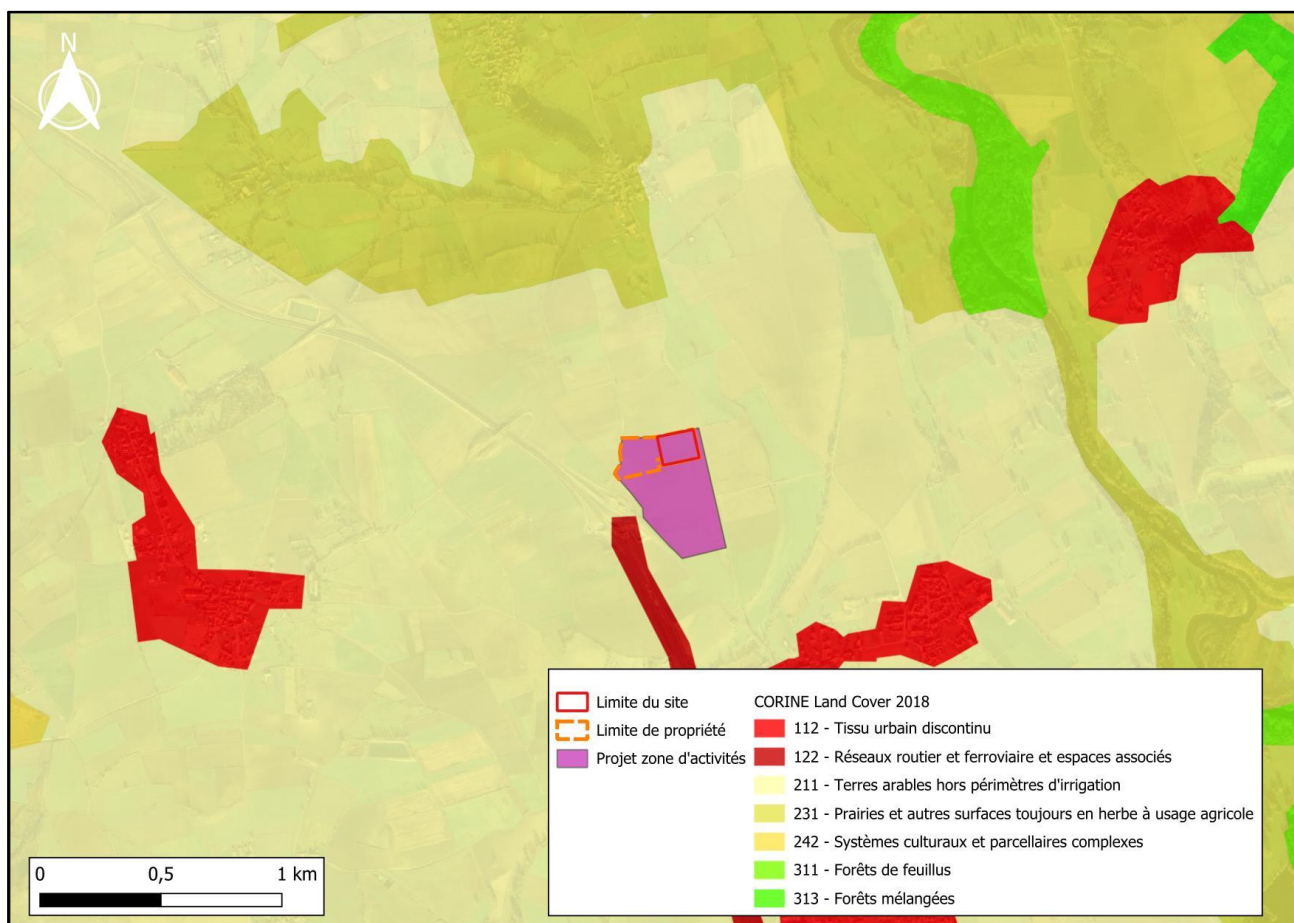 N
Limite du site
Limite de propriété
Projet zone d'activités
CORINE Land Cover 2018
112 - Tissu urbain discontinu
122 - Réseaux routier et ferroviaire et espaces associés
211 - Terres arables hors périmètres d'irrigation
231 - Prairies et autres surfaces toujours en herbe à usage agricole
242 - Systèmes culturaux et parcellaires complexes
311 - Forêts de feuillus
313 - Forêts mélangées
0 0,5 1 km